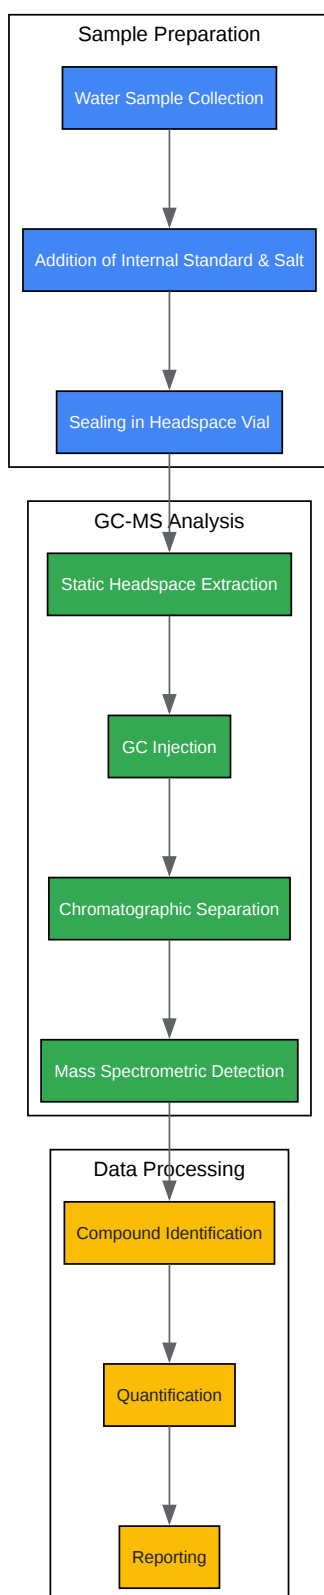 Sample Preparation
Water Sample Collection
Addition of Internal Standard & Salt
Sealing in Headspace Vial
GC-MS Analysis
Static Headspace Extraction
GC Injection
Chromatographic Separation
Mass Spectrometric Detection
Data Processing
Compound Identification
Quantification
Reporting